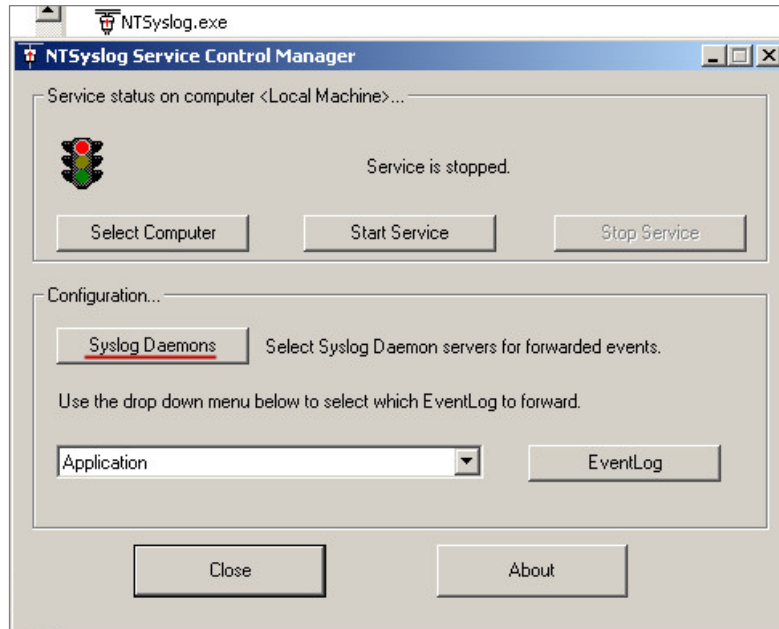 NTSyslog.exe
NTSyslog Service Control Manager
Service status on computer <Local Machine>...
Service is stopped.
Select Computer Start Service Stop Service
Configuration...
Syslog Daemons Select Syslog Daemon servers for forwarded events.
Use the drop down menu below to select which EventLog to forward.
Application EventLog
Close About